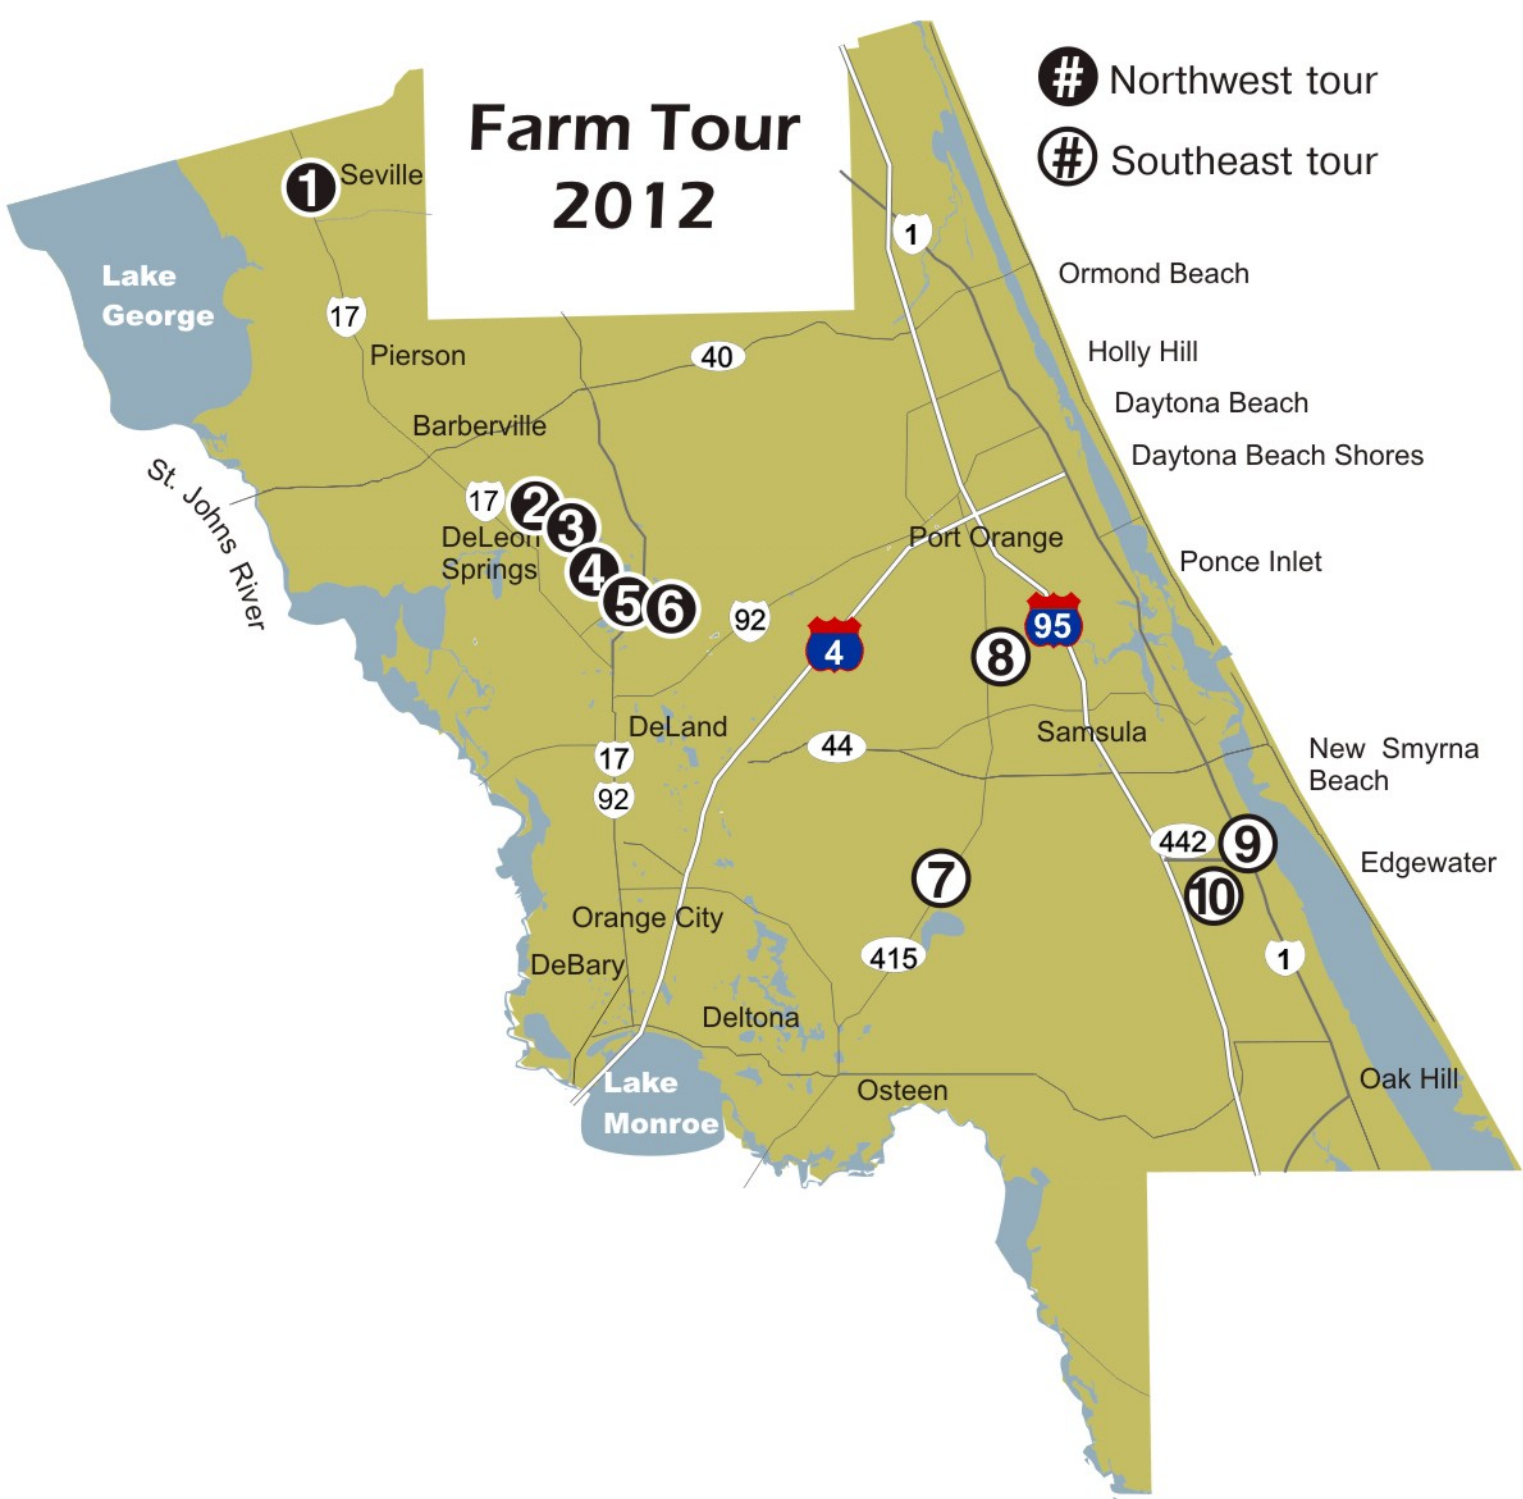 Farm Tour
2012
# Northwest tour
# Southeast tour
1 Seville
Lake
George
17
Pierson
40
1
Ormond Beach
Holly Hill
Daytona Beach
Daytona Beach Shores
Barberville
St. Johns River
17
2
3
4
5
6
DeLeon
Springs
Port Orange
Ponce Inlet
92
4
95
8
DeLand
17
92
44
Samsula
New Smyrna
Beach
442
9
10
Edgewater
7
415
1
Orange City
DeBary
Deltona
Lake
Monroe
Osteen
Oak Hill